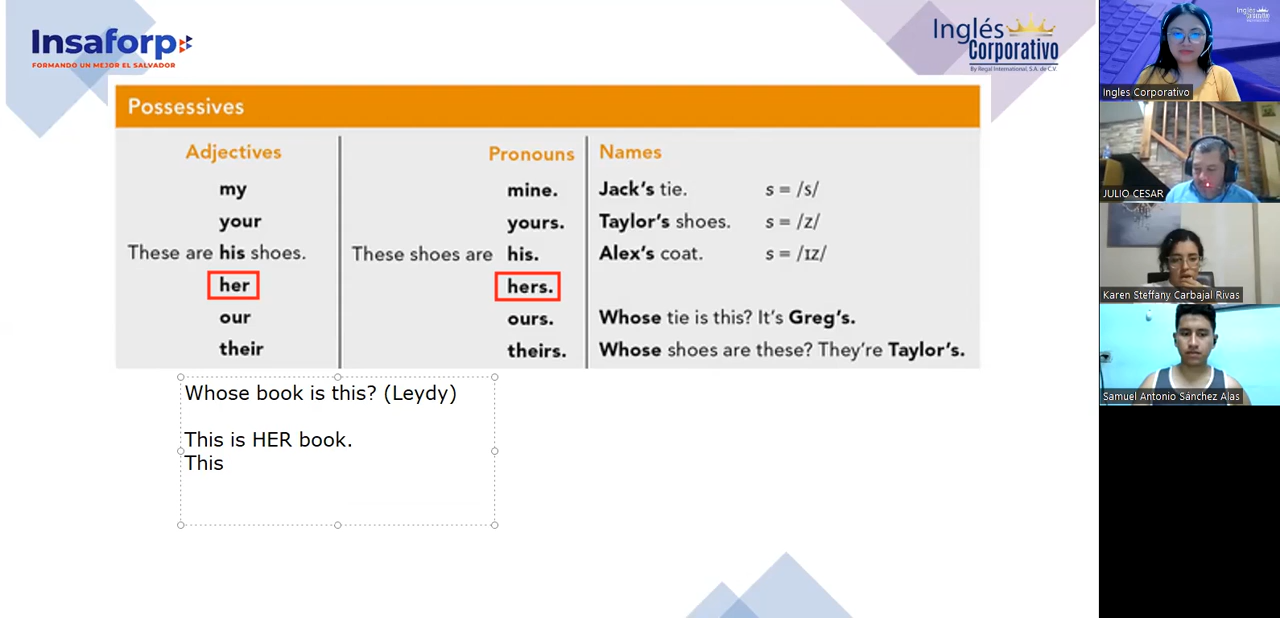 Insaforp
FORMANDO UN MEJOR EL SALVADOR
Inglés
Corporativo
By Regal International, S.A. de C.V.
Possessives
Adjectives
my
your
These are his shoes.
her
our
their
Pronouns
mine.
yours.
These shoes are his.
hers.
ours.
theirs.
Names
Jack's tie. s = /s/
Taylor's shoes. s = /z/
Alex's coat. s = /ɪz/
Whose tie is this? It's Greg's.
Whose shoes are these? They're Taylor's.
Whose book is this? (Leydy)
This is HER book.
This
Ingles Corporativo
JULIO CESAR
Karen Steffany Carbajal Rivas
Samuel Antonio Sánchez Alas